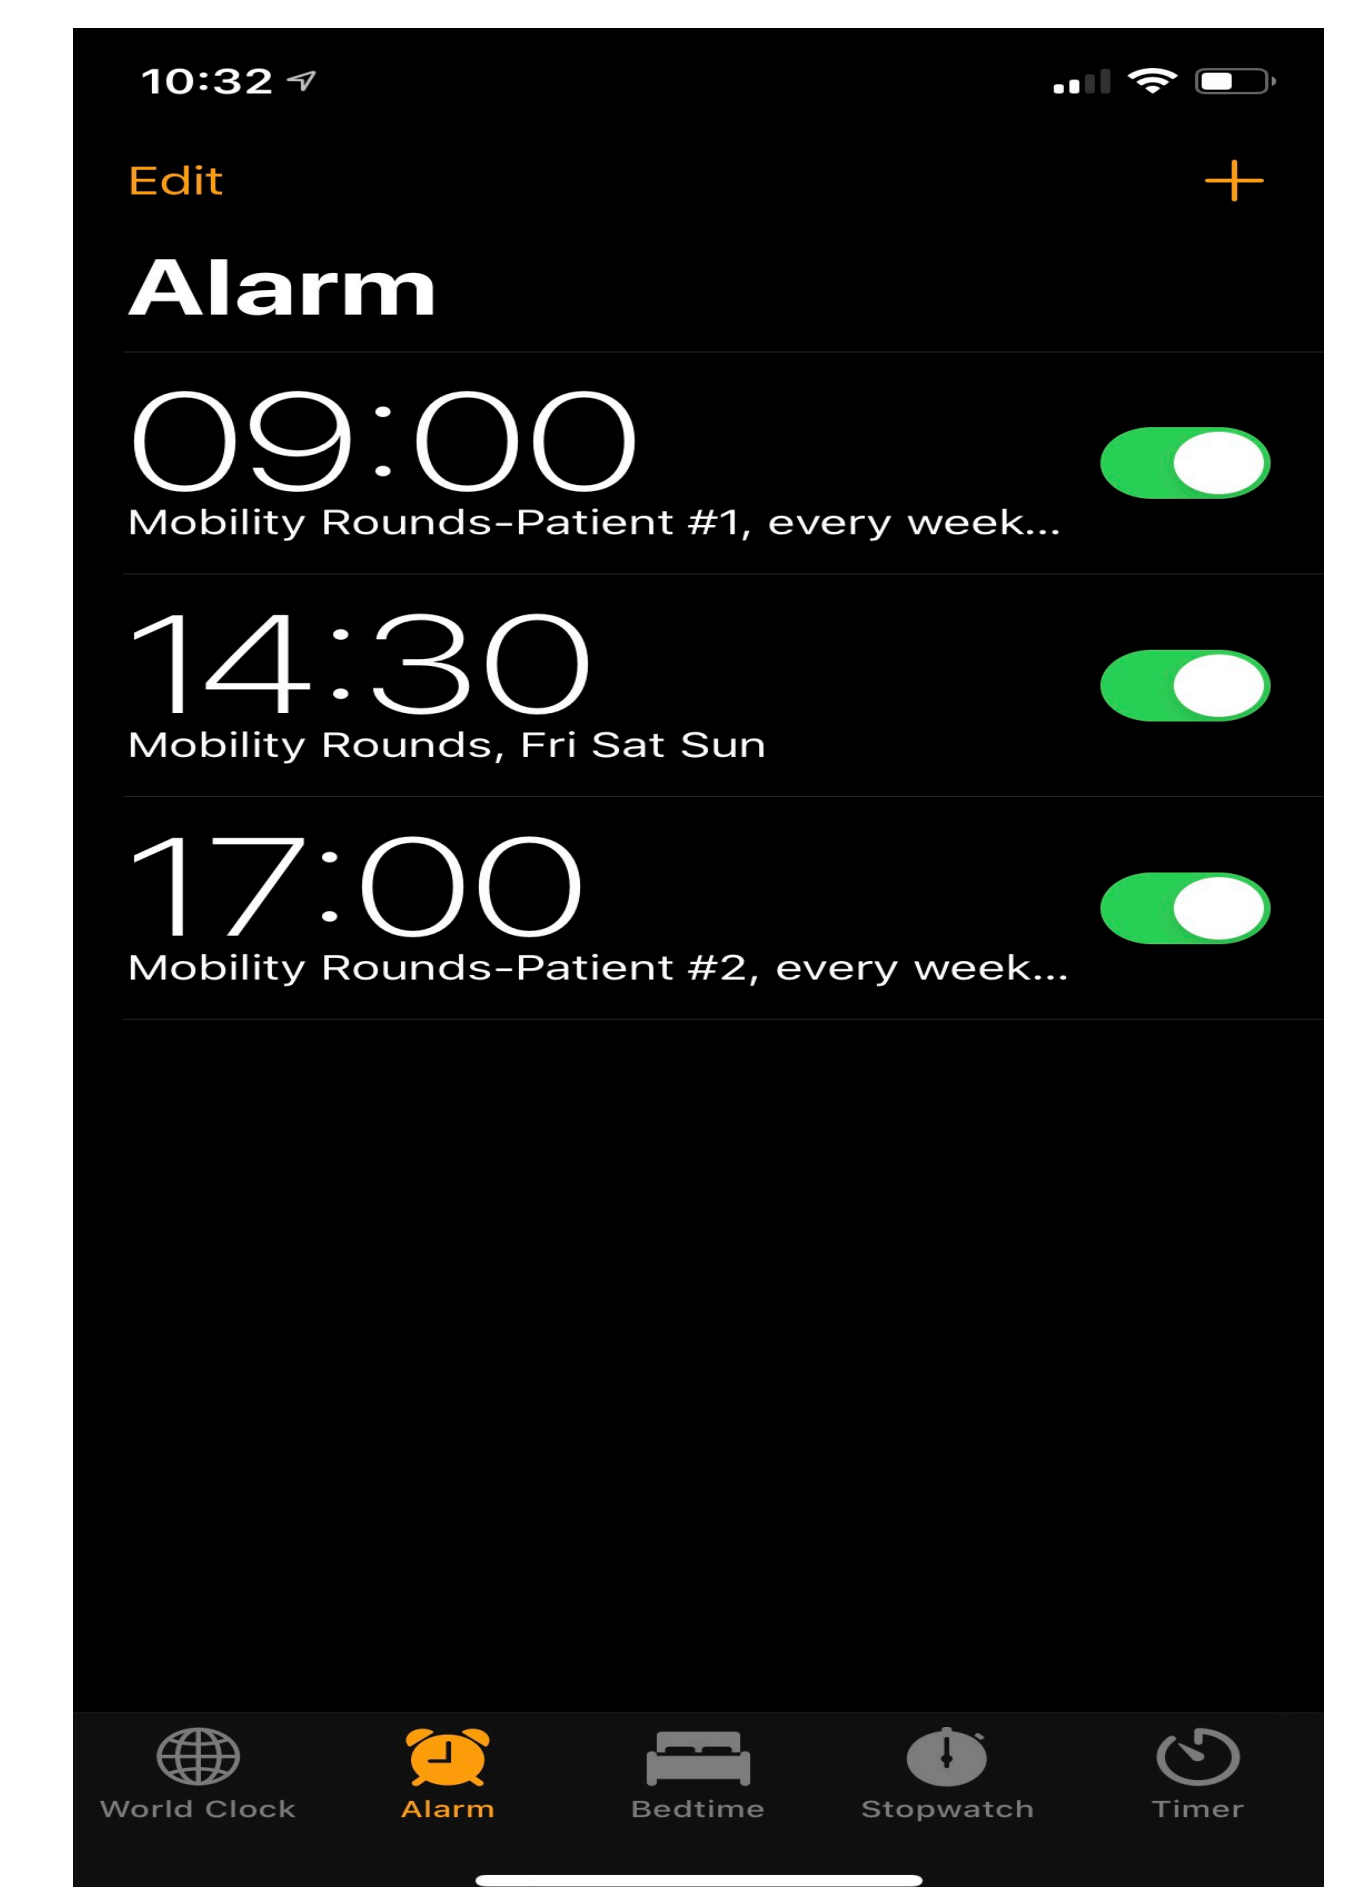 10:32
Edit
Alarm
09:00
Mobility Rounds-Patient #1, every week...
14:30
Mobility Rounds, Fri Sat Sun
17:00
Mobility Rounds-Patient #2, every week...
World Clock Alarm Bedtime Stopwatch Timer